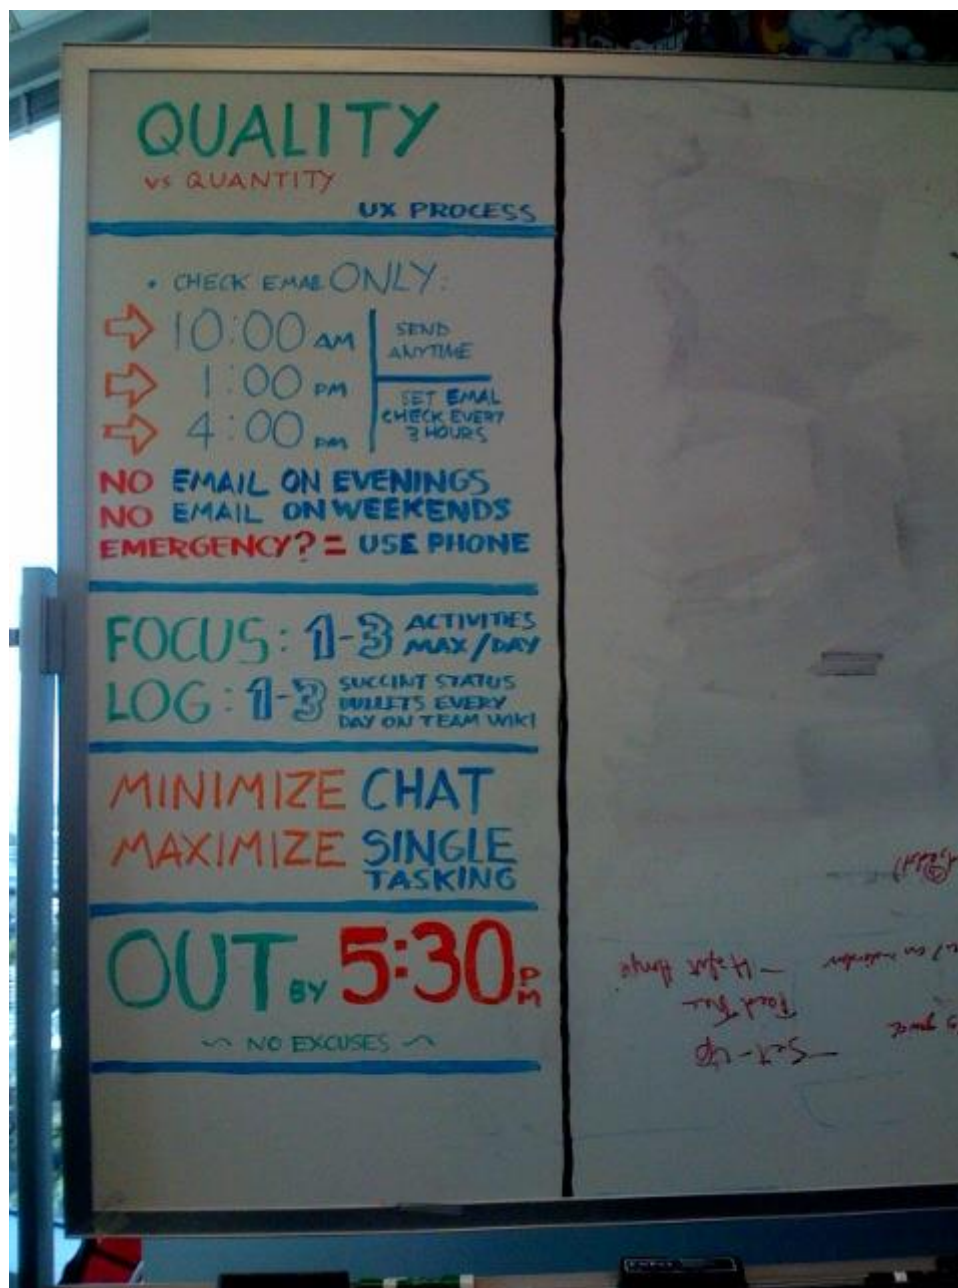 QUALITY
vs QUANTITY
UX PROCESS
• CHECK EMAIL ONLY:
10:00 AM
1:00 PM
4:00 PM
SEND
ANYTIME
SET EMAL
CHECK EVERY
3 HOURS
NO EMAIL ON EVENINGS
NO EMAIL ON WEEKENDS
EMERGENCY? = USE PHONE
FOCUS: 1-3 ACTIVITIES
MAX/DAY
LOG: 1-3 SUCCINT STATUS
BULLETS EVERY
DAY ON TEAM WIKI
MINIMIZE CHAT
MAXIMIZE SINGLE
TASKING
OUT BY 5:30 PM
~ NO EXCUSES ~
- Set-up